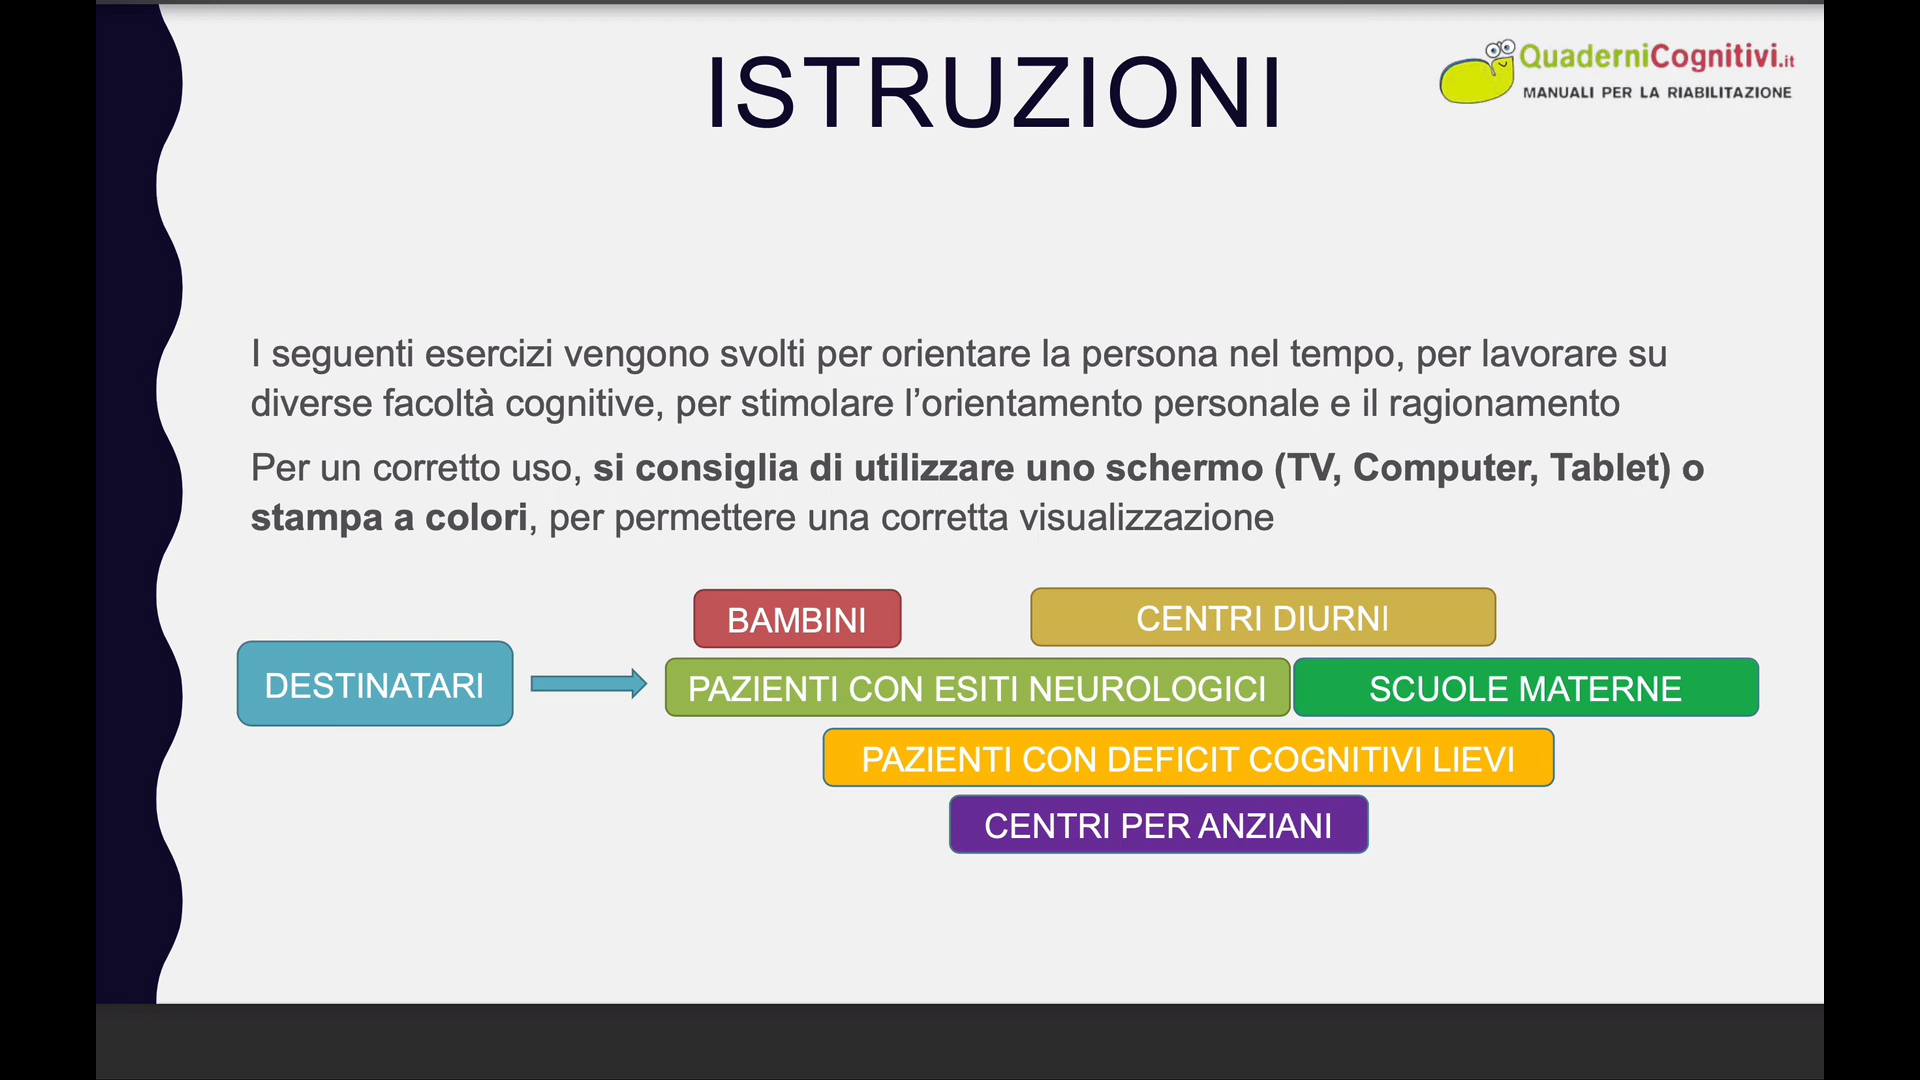 ISTRUZIONI
QuaderniCognitivi.it
MANUALI PER LA RIABILITAZIONE
I seguenti esercizi vengono svolti per orientare la persona nel tempo, per lavorare su
diverse facoltà cognitive, per stimolare l’orientamento personale e il ragionamento
Per un corretto uso, si consiglia di utilizzare uno schermo (TV, Computer, Tablet) o
stampa a colori, per permettere una corretta visualizzazione
BAMBINI
CENTRI DIURNI
DESTINATARI
PAZIENTI CON ESITI NEUROLOGICI
SCUOLE MATERNE
PAZIENTI CON DEFICIT COGNITIVI LIEVI
CENTRI PER ANZIANI